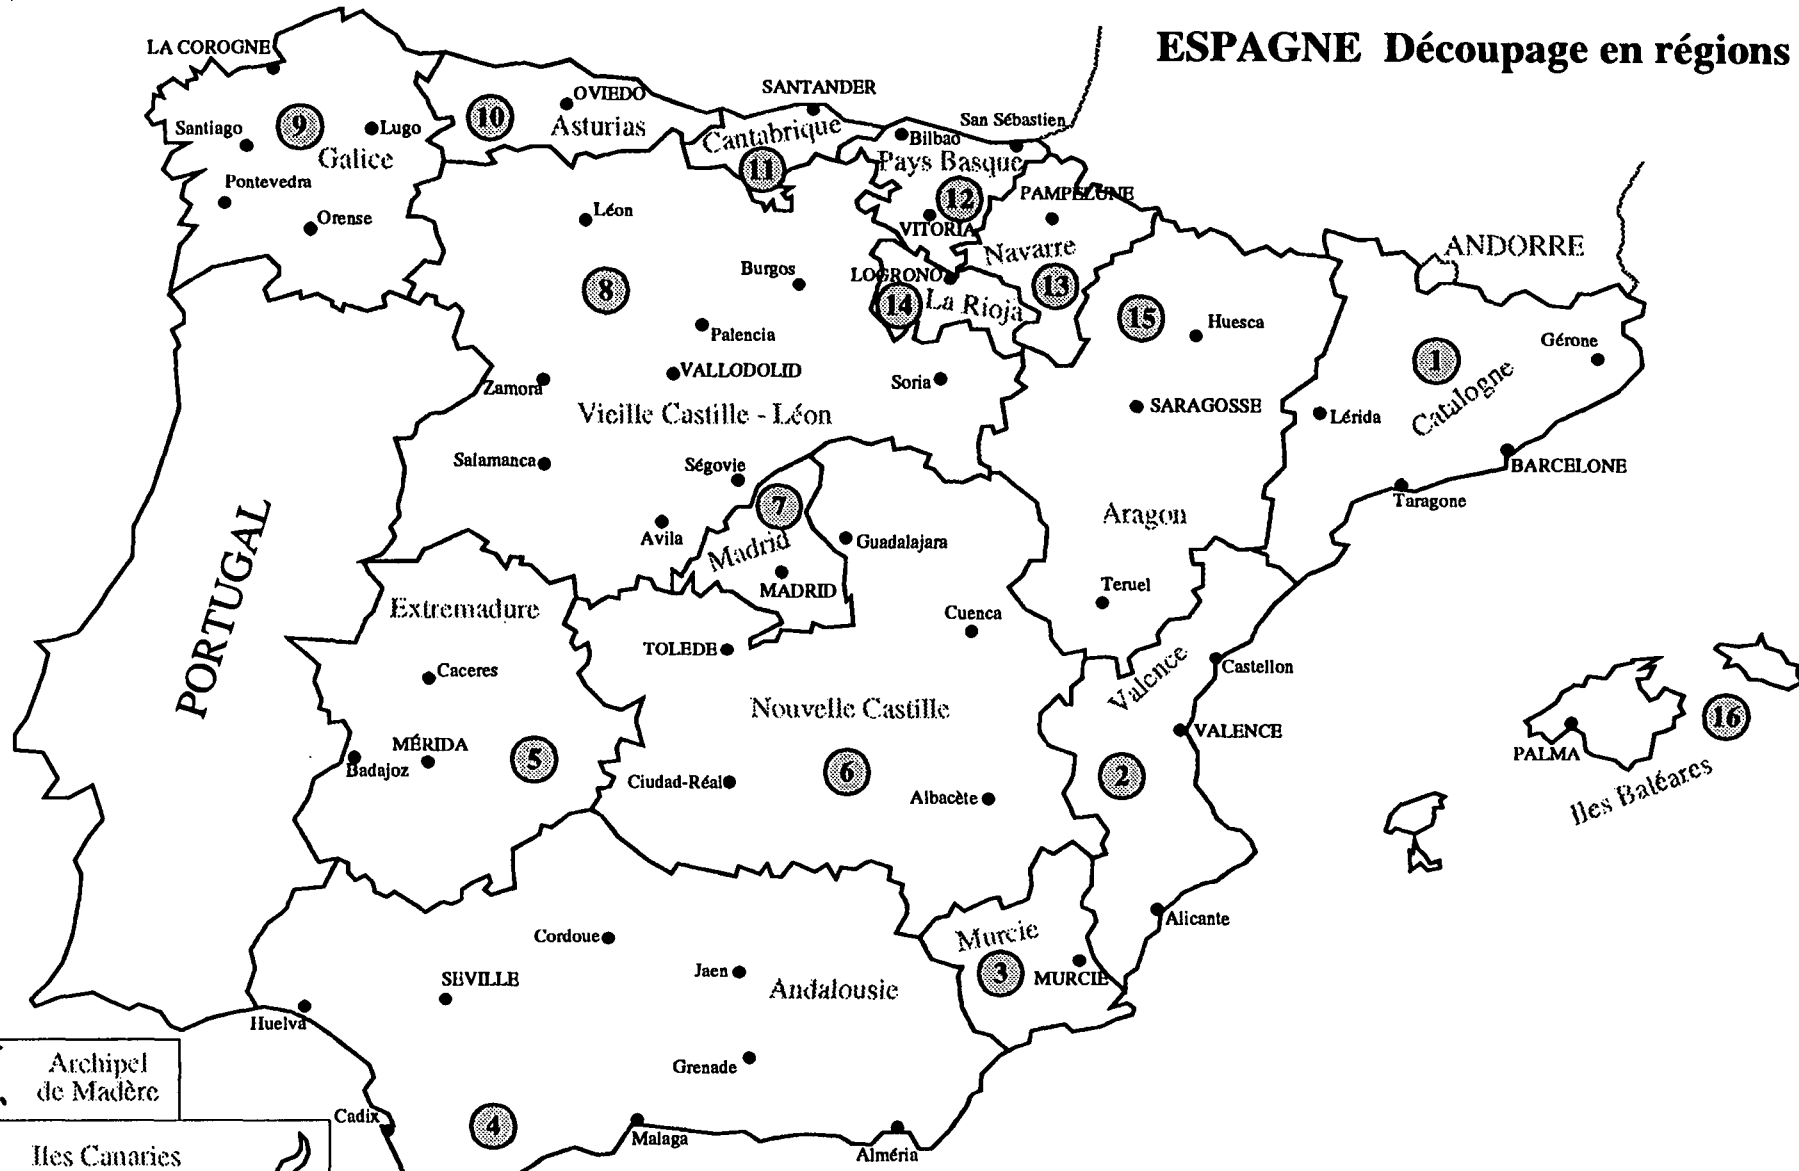 ESPAGNE Découpage en régions
LA COROGNE
Santiago
9
Lugo
Galice
Pontevedra
Orense
10
OVIEDO
Asturias
SANTANDER
Cantabrique
11
San Sébastien
Bilbao
Pays Basque
12
VITORIA
PAMPELUNE
Navarre
13
LOGRONO
14
La Rioja
ANDORRE
Léon
8
Burgos
Palencia
VALLODOLID
Zamora
Soria
Vieille Castille - Léon
Salamanca
Ségovie
Avila
15
Huesca
SARAGOSSE
Aragon
Teruel
1
Gérone
Catalogne
Lérida
BARCELONE
Taragone
7
Madrid
MADRID
Guadalajara
Cuenca
PORTUGAL
Extremadure
Caceres
MÉRIDA
Badajoz
5
TOLEDE
Nouvelle Castille
Ciudad-Réal
6
Albacète
Valence
Castellon
VALENCE
2
Alicante
PALMA
16
Iles Baléares
Murcie
3
MURCIE
Cordoue
SEVILLE
Jaen
Andalousie
Huelva
Grenade
Cadix
4
Malaga
Alméria
Archipel
de Madère
Iles Canaries